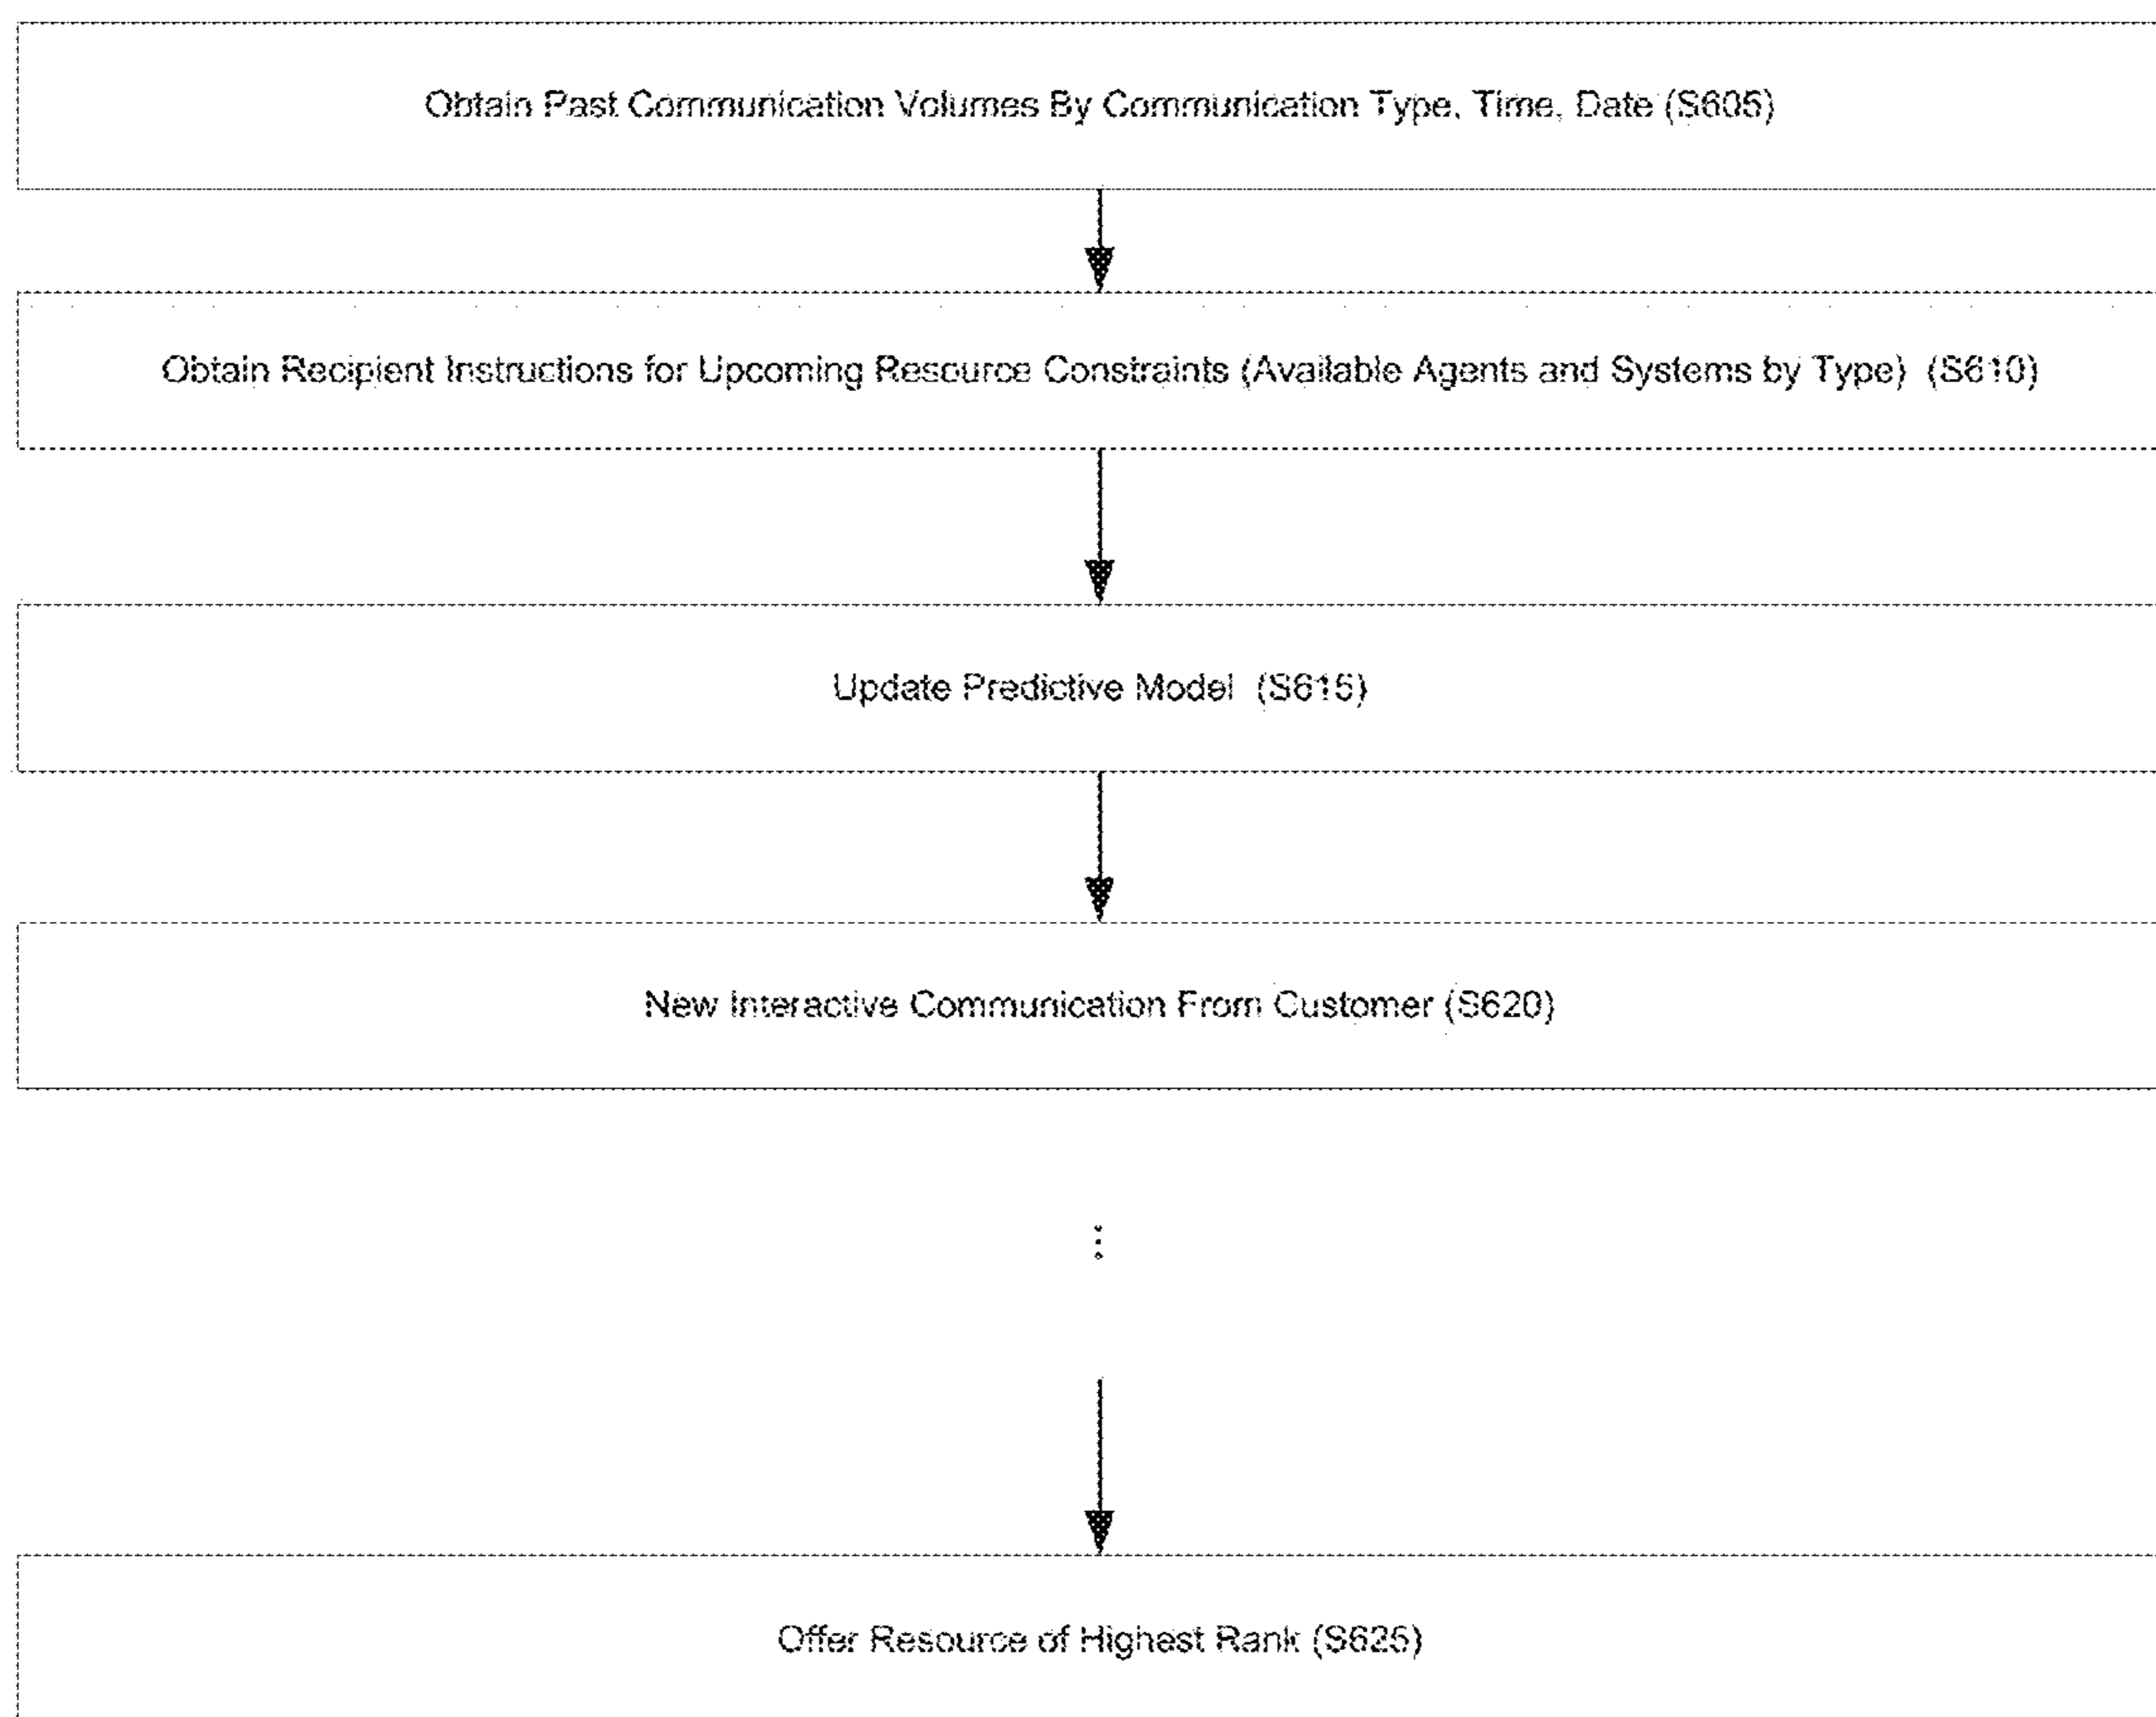 Obtain Past Communication Volumes By Communication Type, Time, Date (S605)
Obtain Recipient Instructions for Upcoming Resource Constraints (Available Agents and Systems by Type) (S610)
Update Predictive Model (S615)
New Interactive Communication From Customer (S620)
Offer Resource of Highest Rank (S625)